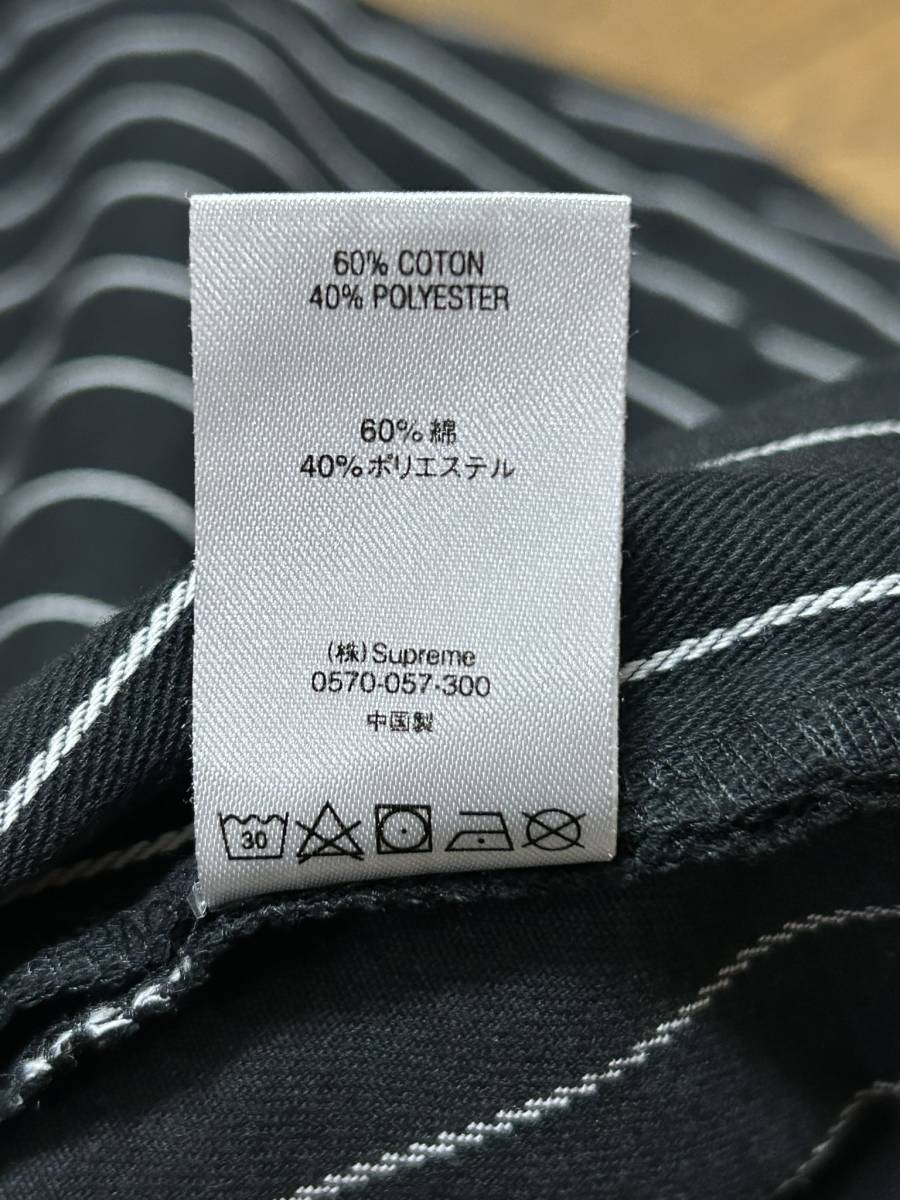 60% COTON
40% POLYESTER
60%綿
40%ポリエステル
(株)Supreme
0570-057-300
中国製
30